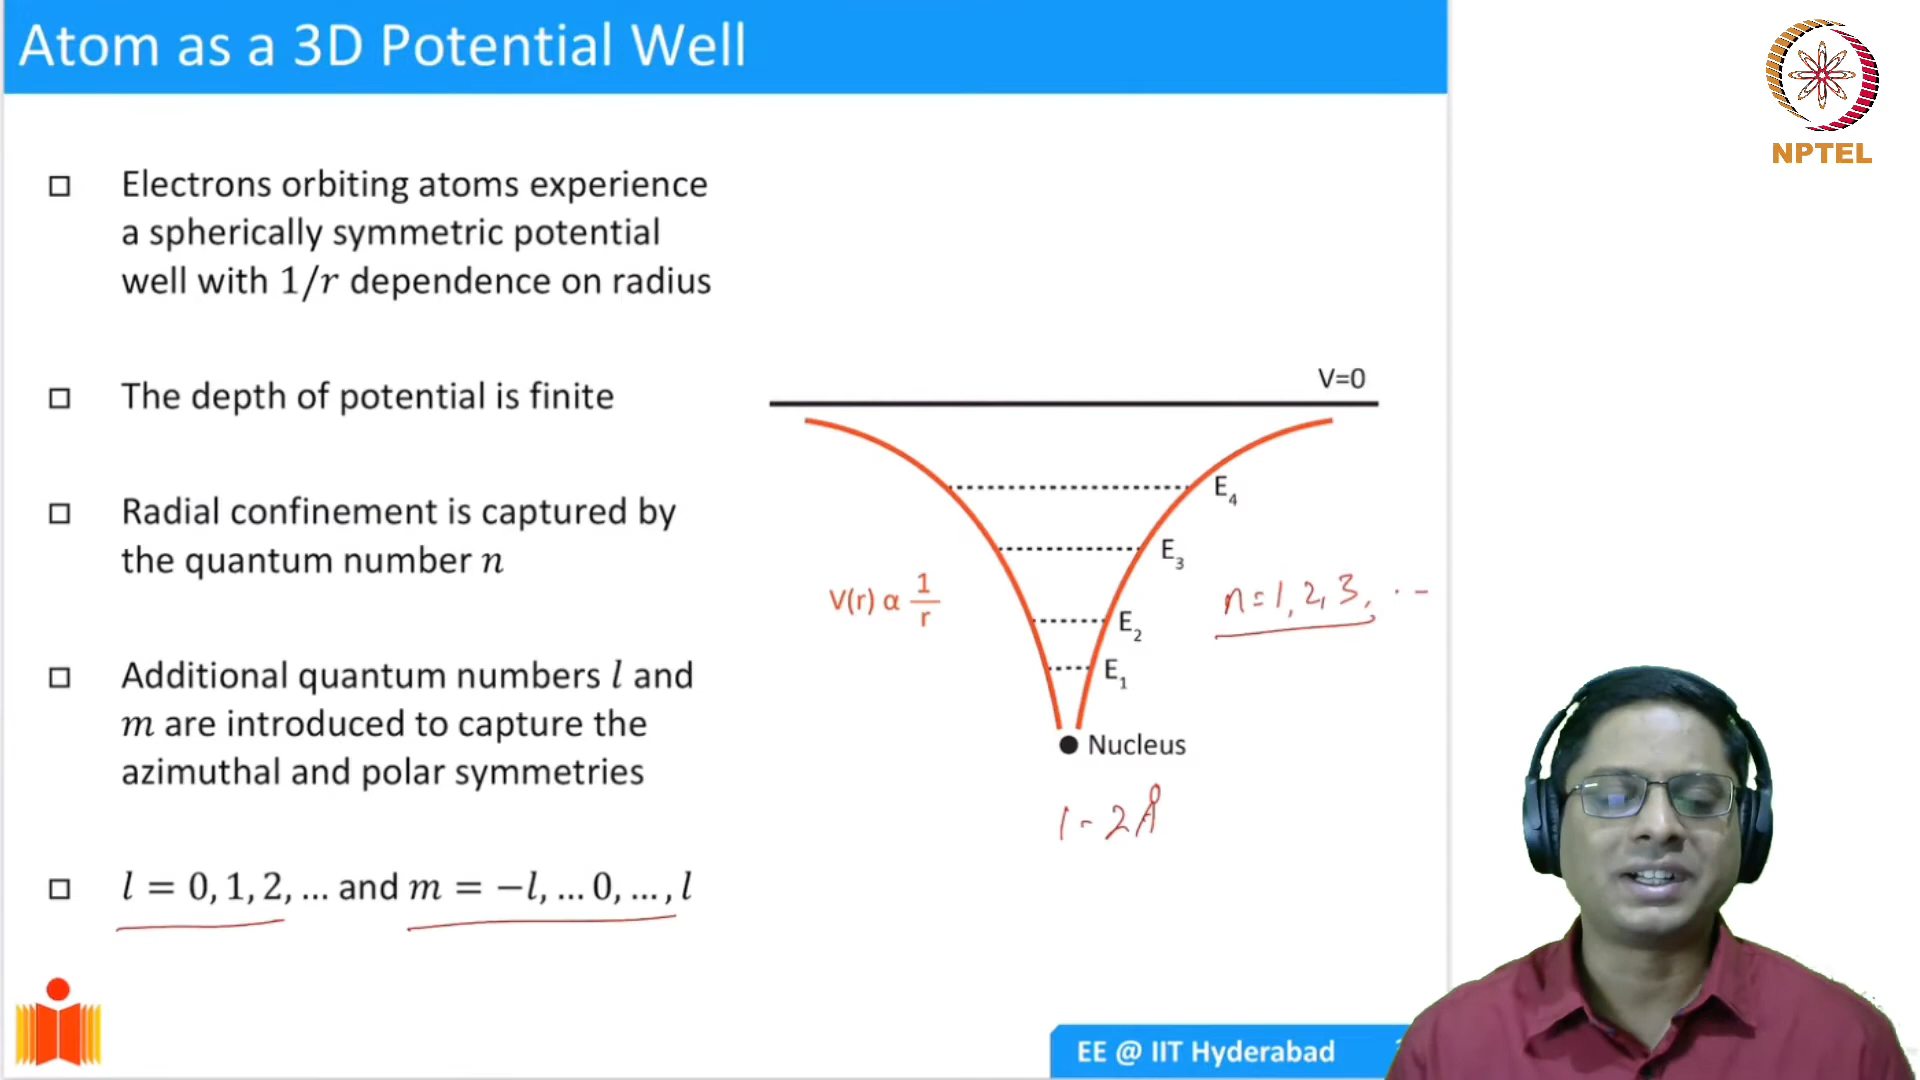 Atom as a 3D Potential Well
NPTEL
□ Electrons orbiting atoms experience
a spherically symmetric potential
well with 1/r dependence on radius
□ The depth of potential is finite
□ Radial confinement is captured by
the quantum number n
□ Additional quantum numbers l and
m are introduced to capture the
azimuthal and polar symmetries
□ l = 0, 1, 2, ... and m = −l, ... 0, ..., l
V=0
E₄
E₃
V(r) α 1/r
n=1, 2, 3, ...
E₂
E₁
Nucleus
1-2Å
EE @ IIT Hyderabad